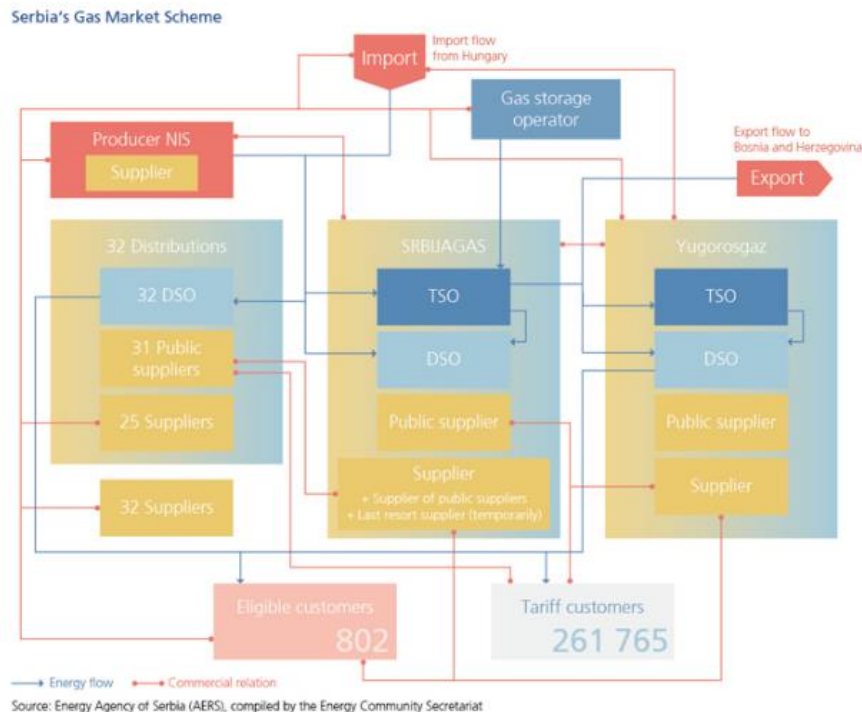 Serbia's Gas Market Scheme
Import
Import flow
from Hungary
Gas storage
operator
Producer NIS
Supplier
Export flow to
Bosnia and Herzegovina
Export
32 Distributions
32 DSO
31 Public
suppliers
25 Suppliers
32 Suppliers
SRBIJAGAS
TSO
DSO
Public supplier
Supplier
+ Supplier of public suppliers
+ Last resort supplier (temporarily)
Yugorosgaz
TSO
DSO
Public supplier
Supplier
Eligible customers
802
Tariff customers
261 765
Energy flow
Commercial relation
Source: Energy Agency of Serbia (AERS), compiled by the Energy Community Secretariat